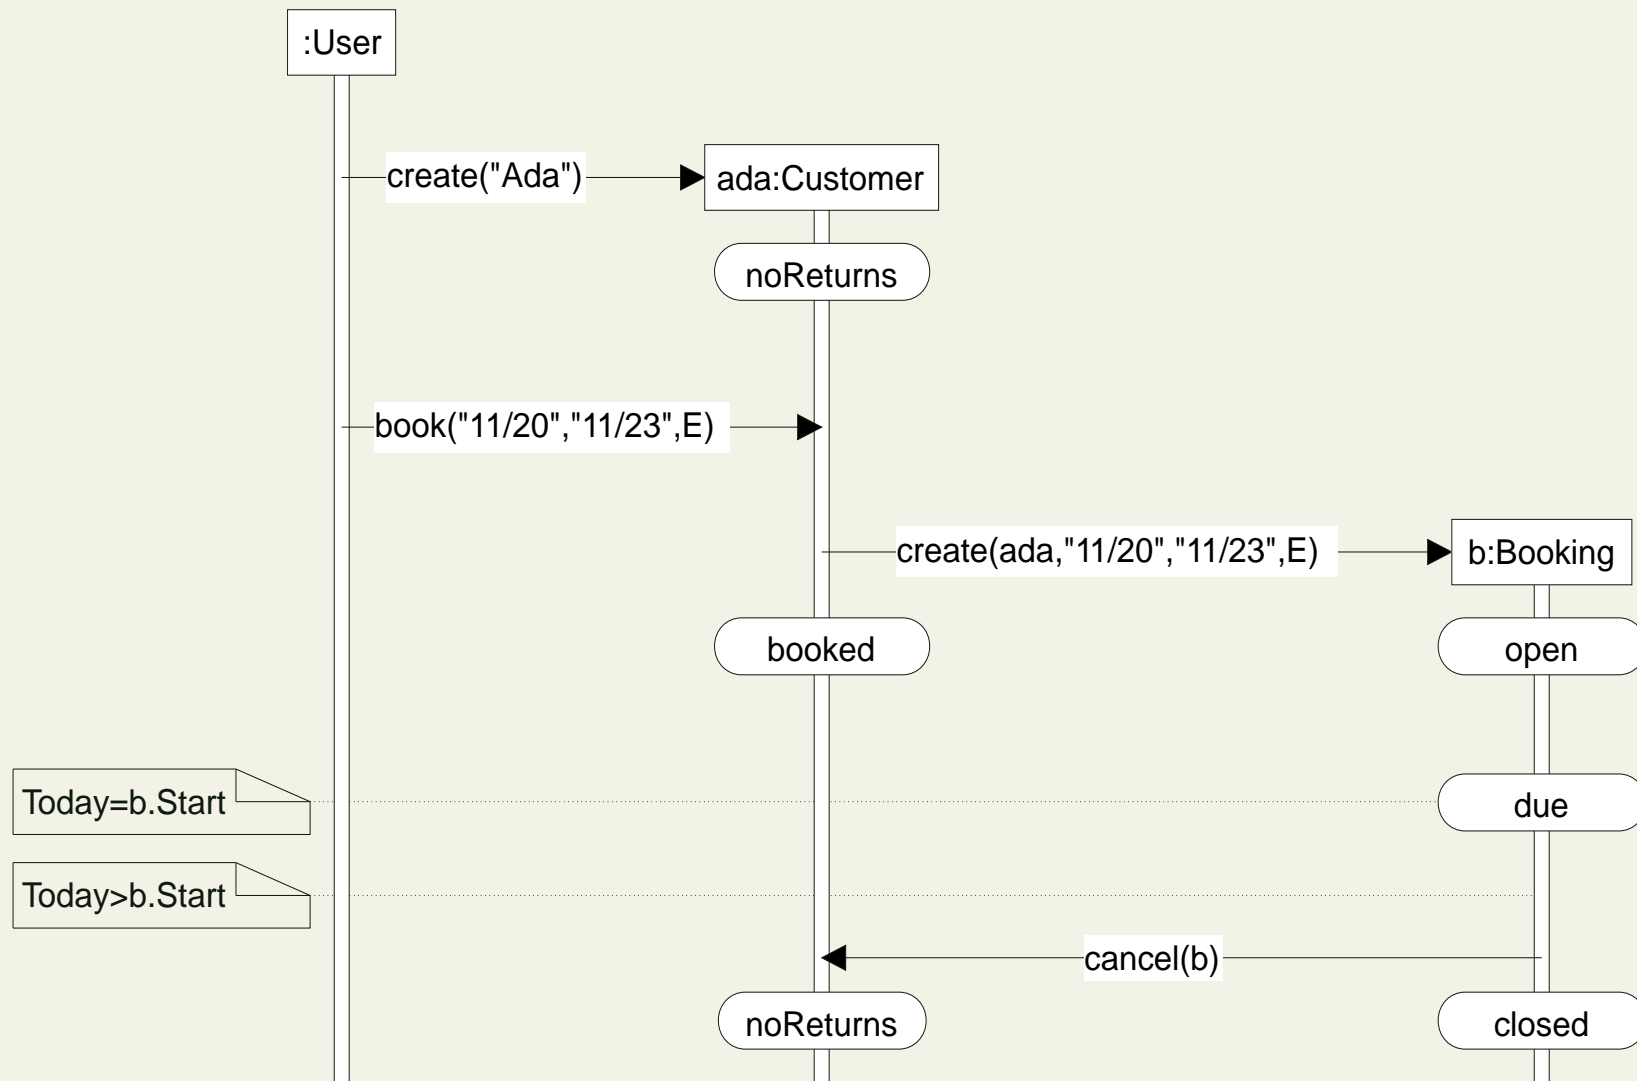 :User
create("Ada")
ada:Customer
noReturns
book("11/20","11/23",E)
create(ada,"11/20","11/23",E)
b:Booking
booked
open
Today=b.Start
due
Today>b.Start
cancel(b)
noReturns
closed